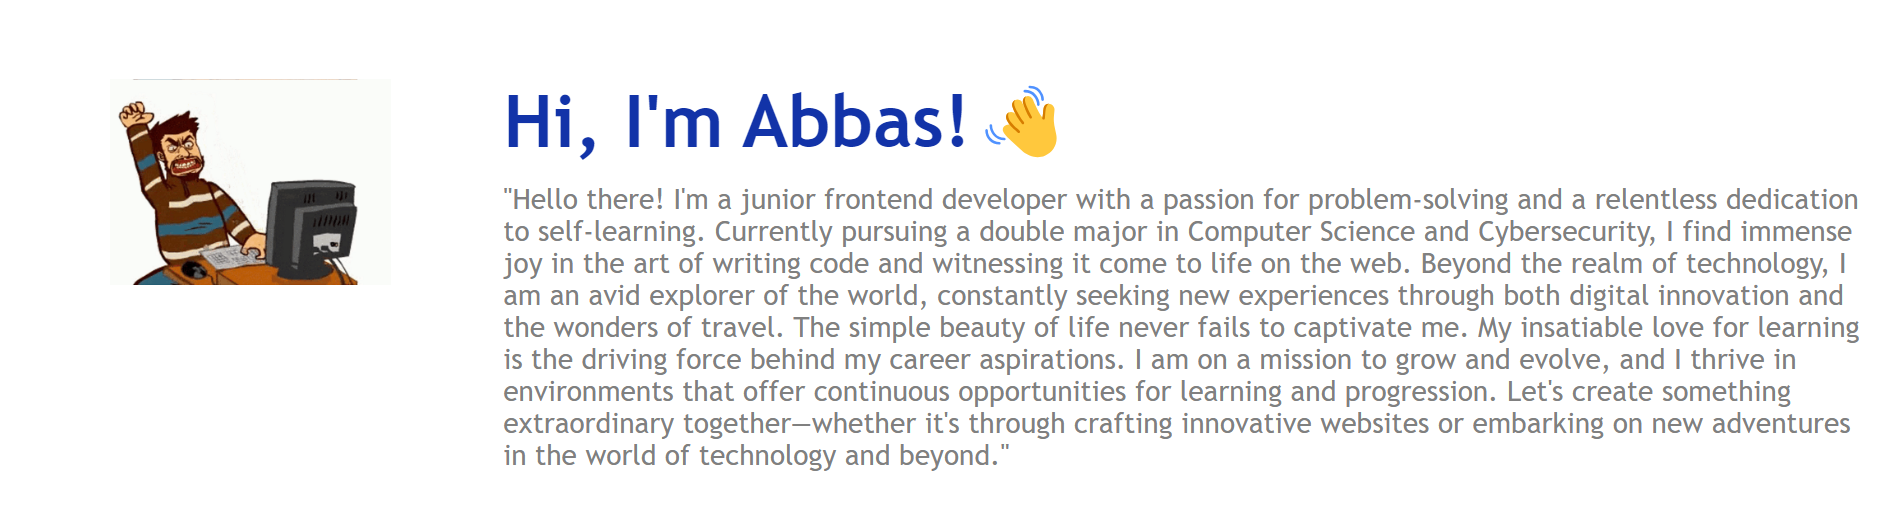 Hi, I'm Abbas! 👋
"Hello there! I'm a junior frontend developer with a passion for problem-solving and a relentless dedication
to self-learning. Currently pursuing a double major in Computer Science and Cybersecurity, I find immense
joy in the art of writing code and witnessing it come to life on the web. Beyond the realm of technology, I
am an avid explorer of the world, constantly seeking new experiences through both digital innovation and
the wonders of travel. The simple beauty of life never fails to captivate me. My insatiable love for learning
is the driving force behind my career aspirations. I am on a mission to grow and evolve, and I thrive in
environments that offer continuous opportunities for learning and progression. Let's create something
extraordinary together—whether it's through crafting innovative websites or embarking on new adventures
in the world of technology and beyond."